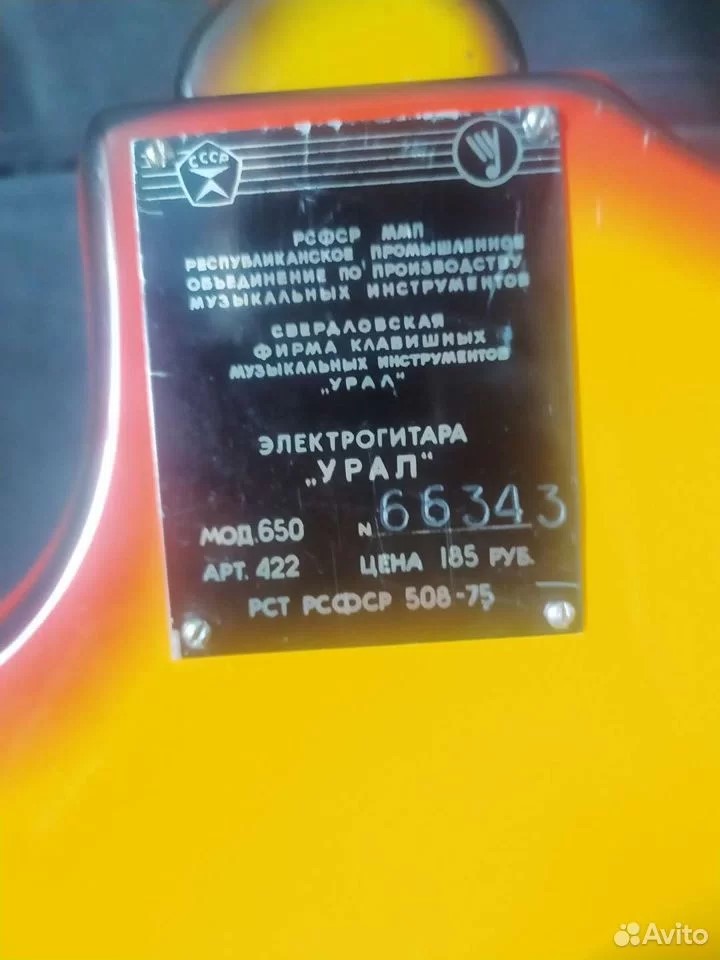 СССР
РСФСР ММП
РЕСПУБЛИКАНСКОЕ ПРОМЫШЛЕННОЕ
ОБЪЕДИНЕНИЕ ПО ПРОИЗВОДСТВУ
МУЗЫКАЛЬНЫХ ИНСТРУМЕНТОВ
СВЕРДЛОВСКАЯ
ФИРМА КЛАВИШНЫХ
МУЗЫКАЛЬНЫХ ИНСТРУМЕНТОВ
„УРАЛ“
ЭЛЕКТРОГИТАРА
„УРАЛ“
МОД.650 N 66343
АРТ. 422 ЦЕНА 185 РУБ.
РСТ РСФСР 508-75
Avito